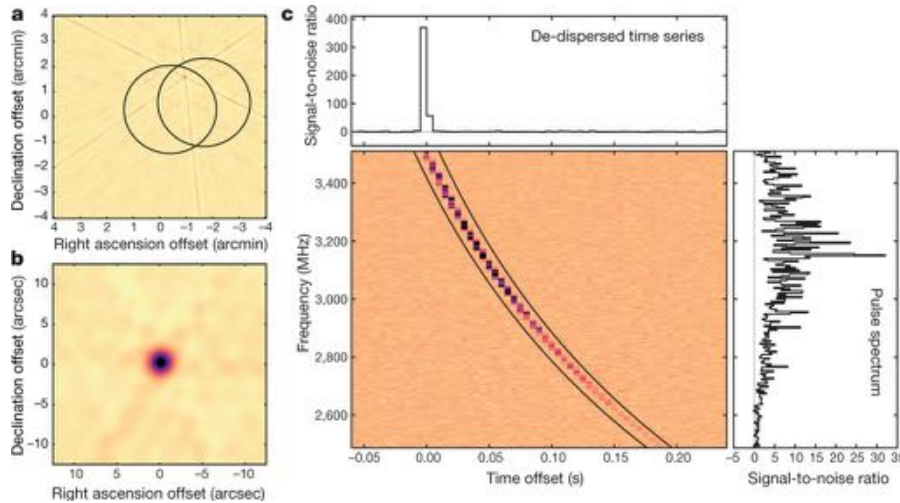 a
4
3
2
1
0
−1
−2
−3
−4
Declination offset (arcmin)
4 3 2 1 0 −1 −2 −3 −4
Right ascension offset (arcmin)
b
10
5
0
−5
−10
Declination offset (arcsec)
10 5 0 −5 −10
Right ascension offset (arcsec)
c
400
300
200
100
0
Signal-to-noise ratio
De-dispersed time series
3,400
3,200
3,000
2,800
2,600
Frequency (MHz)
−0.05 0.00 0.05 0.10 0.15 0.20
Time offset (s)
Pulse spectrum
−5 0 5 10 15 20 25 30 35
Signal-to-noise ratio